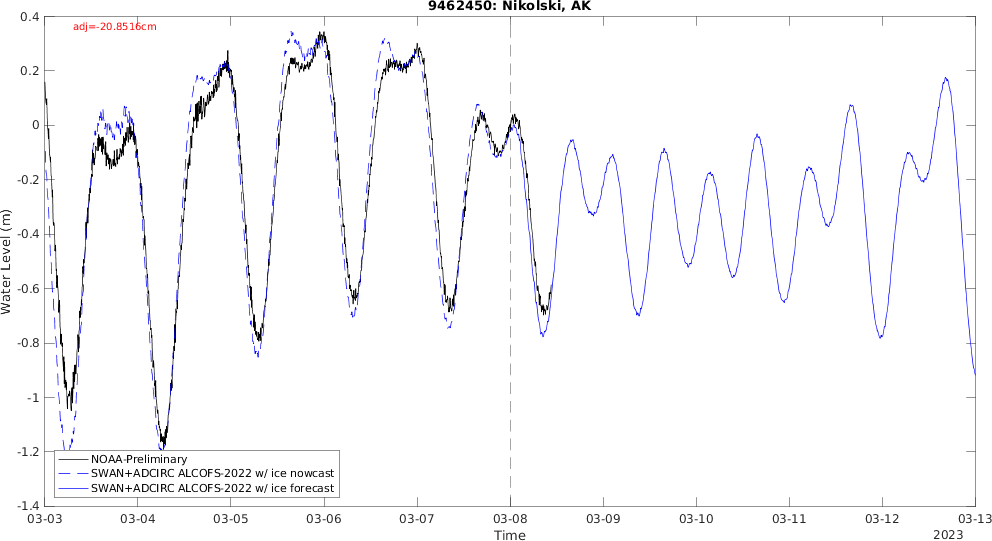 9462450: Nikolski, AK
adj=-20.8516cm
0.4
0.2
0
-0.2
-0.4
-0.6
-0.8
-1
-1.2
-1.4
Water Level (m)
NOAA-Preliminary
SWAN+ADCIRC ALCOFS-2022 w/ ice nowcast
SWAN+ADCIRC ALCOFS-2022 w/ ice forecast
03-03 03-04 03-05 03-06 03-07 03-08 03-09 03-10 03-11 03-12 03-13
Time
2023